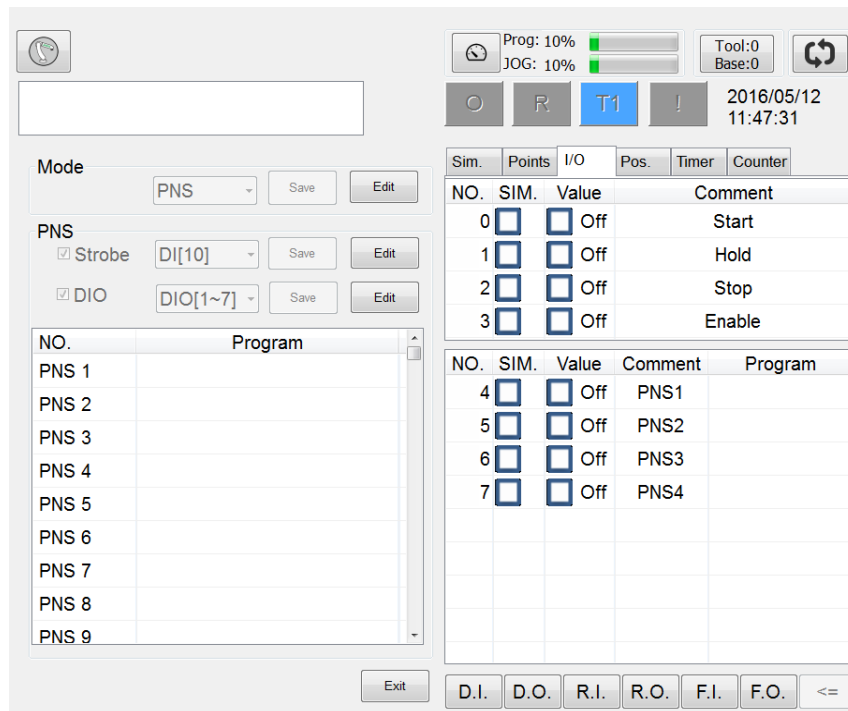 Prog: 10%
JOG: 10%
Tool:0
Base:0
O R T1 !
2016/05/12
11:47:31
Mode
PNS Save Edit
PNS
Strobe DI[10] Save Edit
DIO DIO[1~7] Save Edit
NO. Program
PNS 1
PNS 2
PNS 3
PNS 4
PNS 5
PNS 6
PNS 7
PNS 8
PNS 9
Exit
Sim. Points I/O Pos. Timer Counter
NO. SIM. Value Comment
0 Off Start
1 Off Hold
2 Off Stop
3 Off Enable
NO. SIM. Value Comment Program
4 Off PNS1
5 Off PNS2
6 Off PNS3
7 Off PNS4
D.I. D.O. R.I. R.O. F.I. F.O. <=